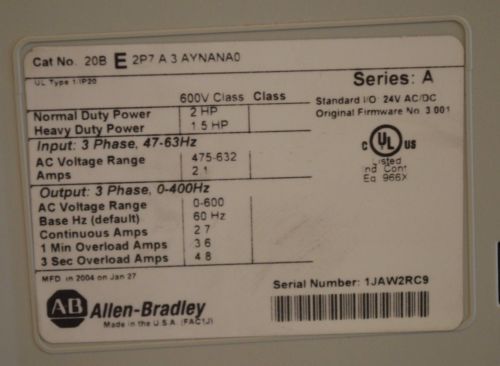 Cat No. 20B E 2P7 A 3 AYNANA0
UL Type 1/IP20
Series: A
600V Class Class
Standard I/O: 24V AC/DC
Original Firmware No. 3.001
Normal Duty Power 2 HP
Heavy Duty Power 1.5 HP
Input: 3 Phase, 47-63Hz
AC Voltage Range 475-632
Amps 2.1
C UL US
Listed
Ind. Cont.
Eq. 966X
Output: 3 Phase, 0-400Hz
AC Voltage Range 0-600
Base Hz (default) 60 Hz
Continuous Amps 2.7
1 Min Overload Amps 3.6
3 Sec Overload Amps 4.8
MFD. in 2004 on Jan 27
Serial Number: 1JAW2RC9
AB Allen-Bradley
Made in the U.S.A. (FAC1J)